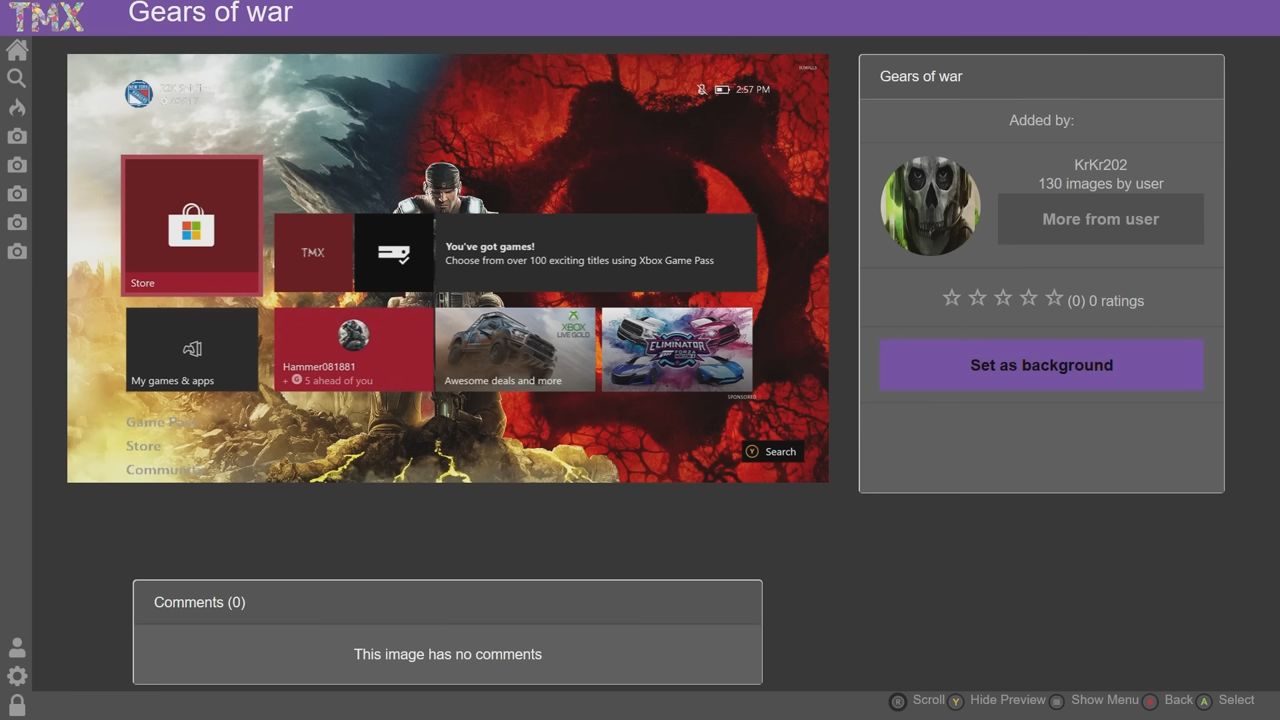 TMX
Gears of war
2:57 PM
Store
TMX
You've got games!
Choose from over 100 exciting titles using Xbox Game Pass
My games & apps
Hammer081881
+ G 5 ahead of you
XBOX
LIVE GOLD
Awesome deals and more
ELIMINATOR
SPONSORED
Game Pass
Store
Community
Y Search
Gears of war
Added by:
KrKr202
130 images by user
More from user
(0) 0 ratings
Set as background
Comments (0)
This image has no comments
R Scroll Y Hide Preview Show Menu Back A Select